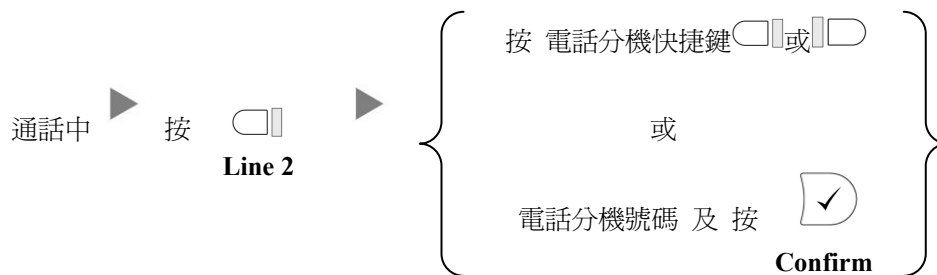 按 電話分機快捷鍵或
通話中 按
或
Line 2
電話分機號碼 及 按
Confirm